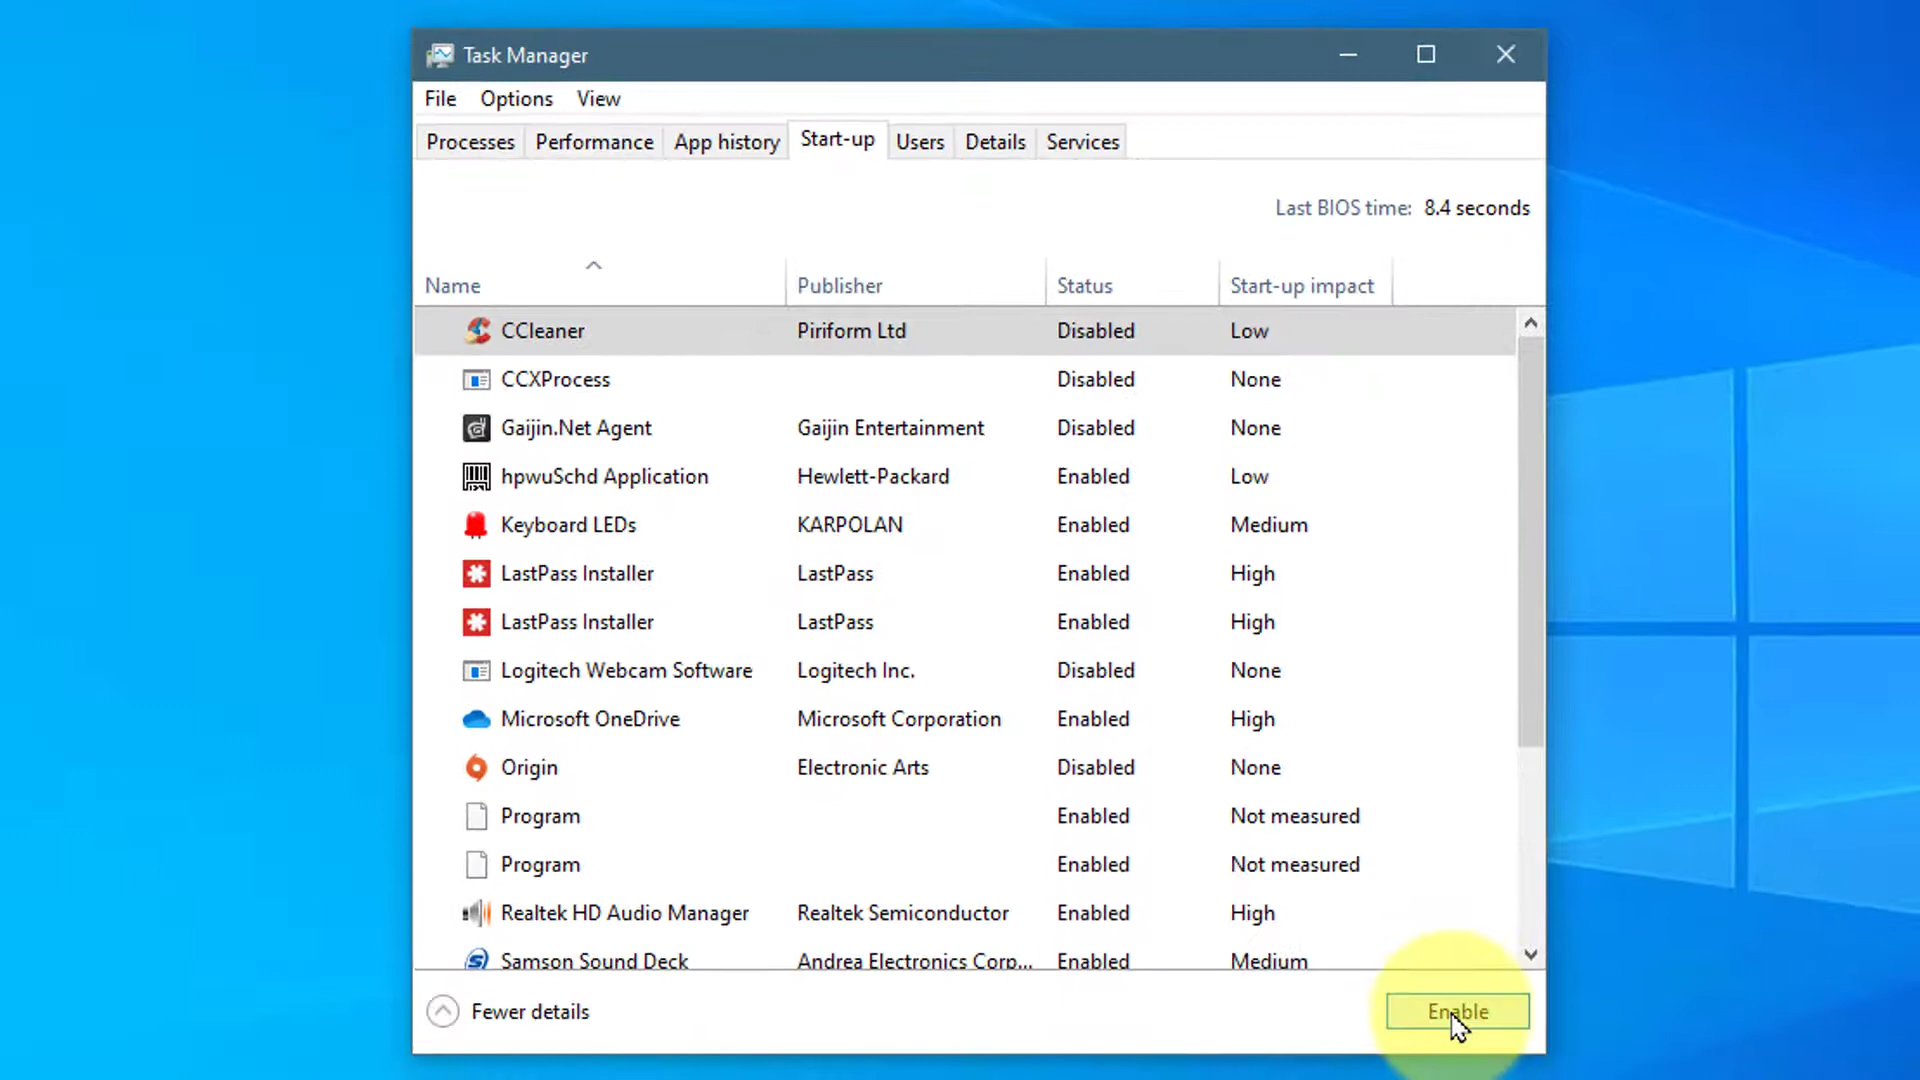 Task Manager
File Options View
Processes Performance App history Start-up Users Details Services
Last BIOS time: 8.4 seconds
Name Publisher Status Start-up impact
CCleaner Piriform Ltd Disabled Low
CCXProcess Disabled None
Gaijin.Net Agent Gaijin Entertainment Disabled None
hpwuSchd Application Hewlett-Packard Enabled Low
Keyboard LEDs KARPOLAN Enabled Medium
LastPass Installer LastPass Enabled High
LastPass Installer LastPass Enabled High
Logitech Webcam Software Logitech Inc. Disabled None
Microsoft OneDrive Microsoft Corporation Enabled High
Origin Electronic Arts Disabled None
Program Enabled Not measured
Program Enabled Not measured
Realtek HD Audio Manager Realtek Semiconductor Enabled High
Samson Sound Deck Andrea Electronics Corp... Enabled Medium
Fewer details Enable